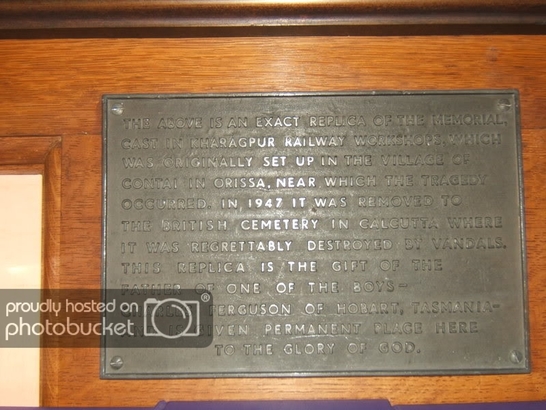 THE ABOVE IS AN EXACT REPLICA OF THE MEMORIAL,
CAST IN KHARAGPUR RAILWAY WORKSHOPS WHICH
WAS ORIGINALLY SET UP IN THE VILLAGE OF
CONTAI IN ORISSA, NEAR WHICH THE TRAGEDY
OCCURRED. IN 1947 IT WAS REMOVED TO
THE BRITISH CEMETERY IN CALCUTTA WHERE
IT WAS REGRETTABLY DESTROYED BY VANDALS.
THIS REPLICA IS THE GIFT OF THE
FATHER OF ONE OF THE BOYS –
FERGUSON OF HOBART, TASMANIA –
GIVEN PERMANENT PLACE HERE
TO THE GLORY OF GOD.
proudly hosted on
photobucket